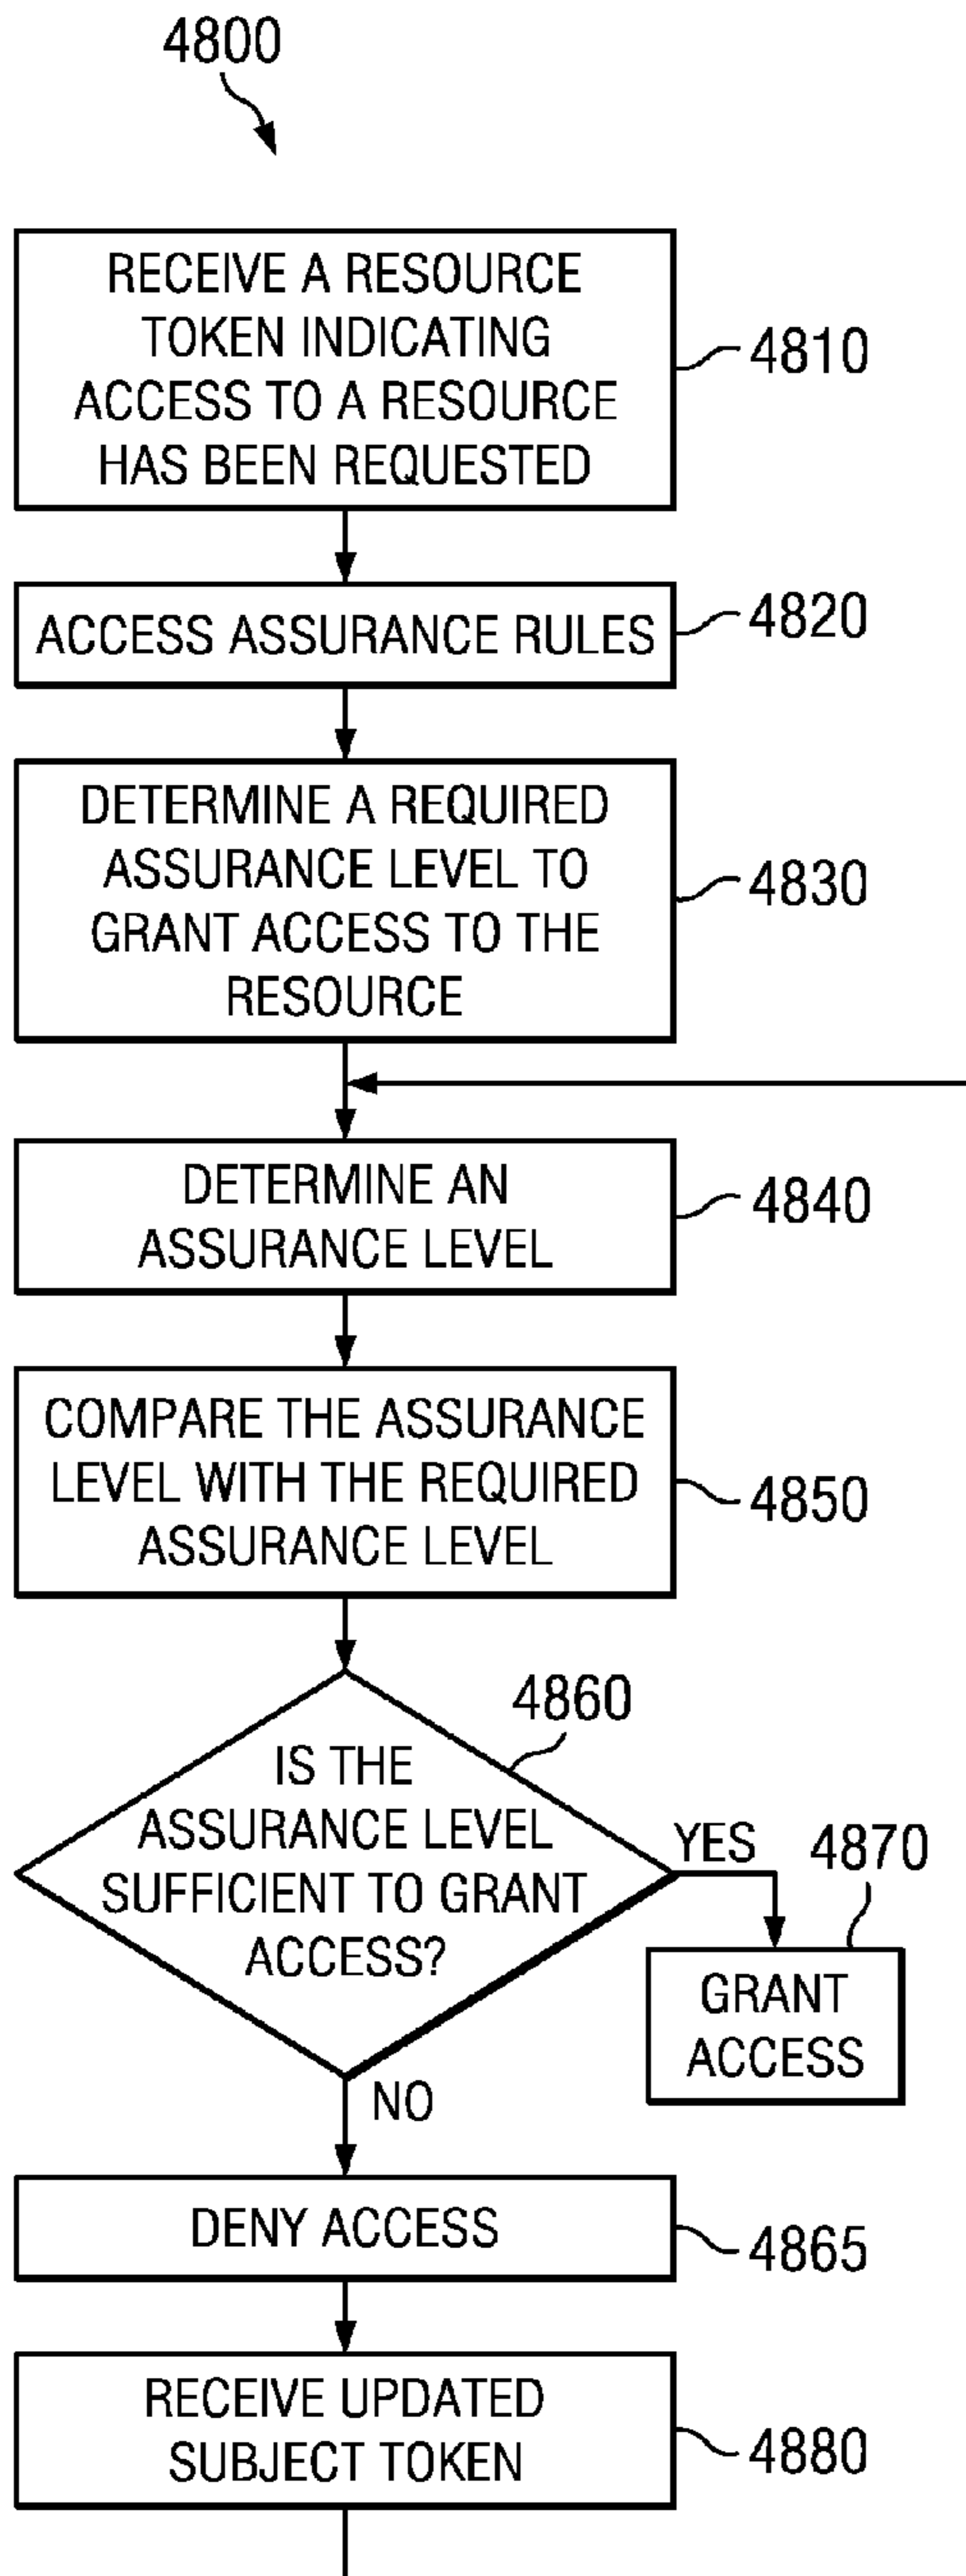 4800
RECEIVE A RESOURCE
TOKEN INDICATING
ACCESS TO A RESOURCE
HAS BEEN REQUESTED
4810
ACCESS ASSURANCE RULES
4820
DETERMINE A REQUIRED
ASSURANCE LEVEL TO
GRANT ACCESS TO THE
RESOURCE
4830
DETERMINE AN
ASSURANCE LEVEL
4840
COMPARE THE ASSURANCE
LEVEL WITH THE REQUIRED
ASSURANCE LEVEL
4850
4860
IS THE
ASSURANCE LEVEL
SUFFICIENT TO GRANT
ACCESS?
YES
4870
GRANT
ACCESS
NO
DENY ACCESS
4865
RECEIVE UPDATED
SUBJECT TOKEN
4880